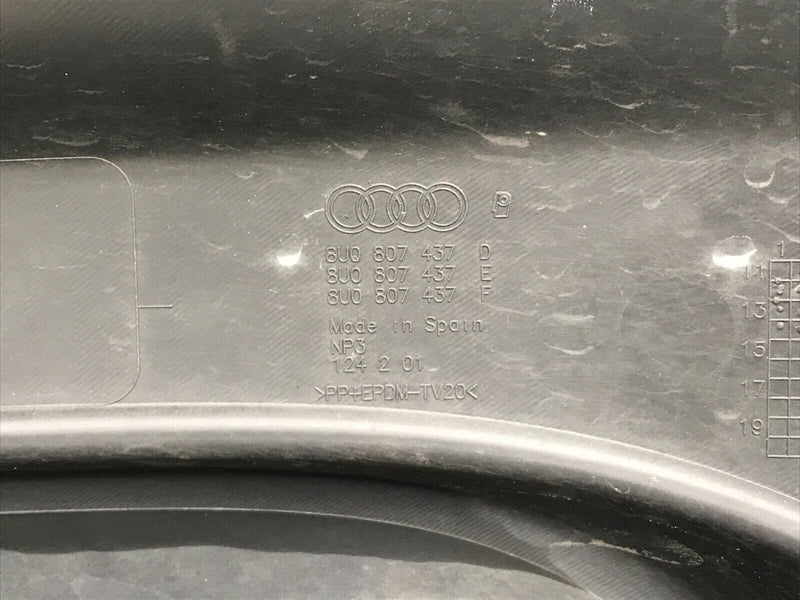 8U0 807 437 D
8U0 807 437 E
8U0 807 437 F
Made in Spain
NP3
124 2 01
>PP+EPDM-TV20<
1
11
13
15
17
19